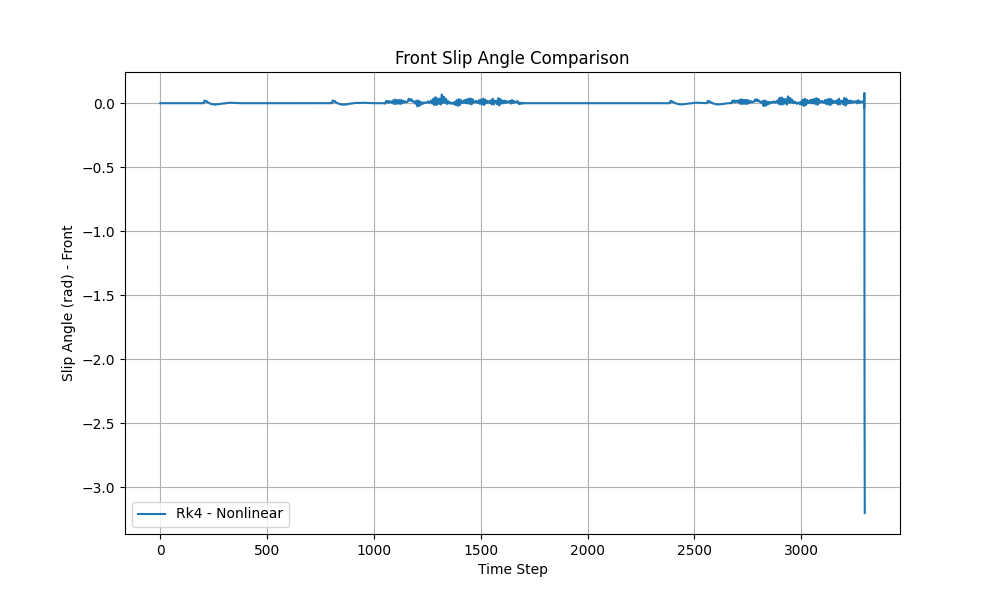 Front Slip Angle Comparison
Slip Angle (rad) - Front
0.0
−0.5
−1.0
−1.5
−2.0
−2.5
−3.0
Rk4 - Nonlinear
0 500 1000 1500 2000 2500 3000
Time Step